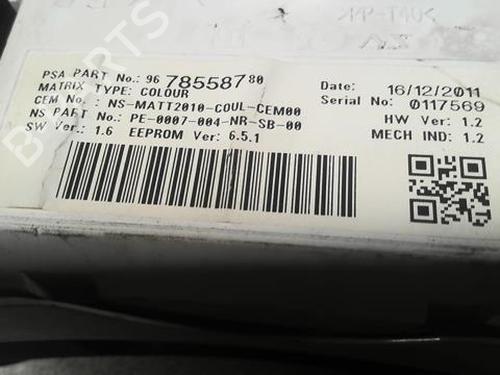 PSA PART No.: 96 785587 80
MATRIX TYPE: COLOUR
CEM No. : NS-MATT2010-COUL-CEM00
NS PART No.: PE-0007-004-NR-SB-00
SW Ver.: 1.6 EEPROM Ver: 6.5.1
Date: 16/12/2011
Serial No: 0117569
HW Ver: 1.2
MECH IND: 1.2